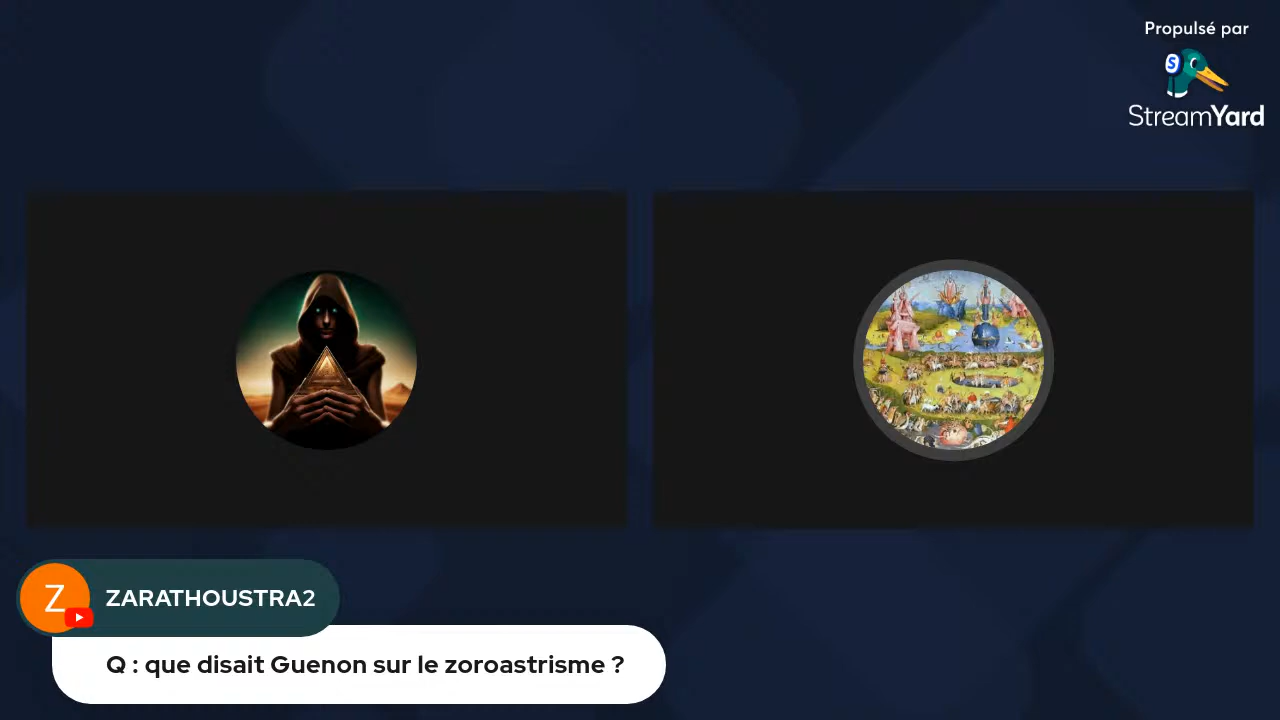 Propulsé par
S
StreamYard
Z
ZARATHOUSTRA2
Q : que disait Guenon sur le zoroastrisme ?